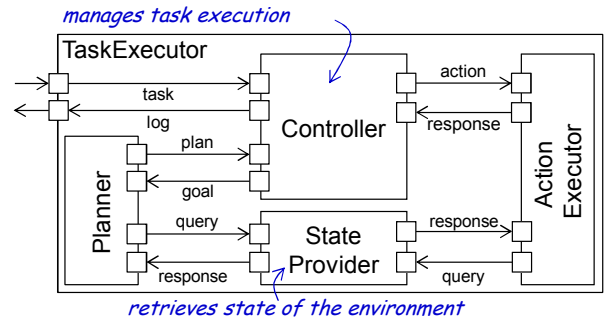 manages task execution
TaskExecutor
task
log
Controller
action
response
plan
goal
Planner
Action
Executor
query
response
State
Provider
response
query
retrieves state of the environment